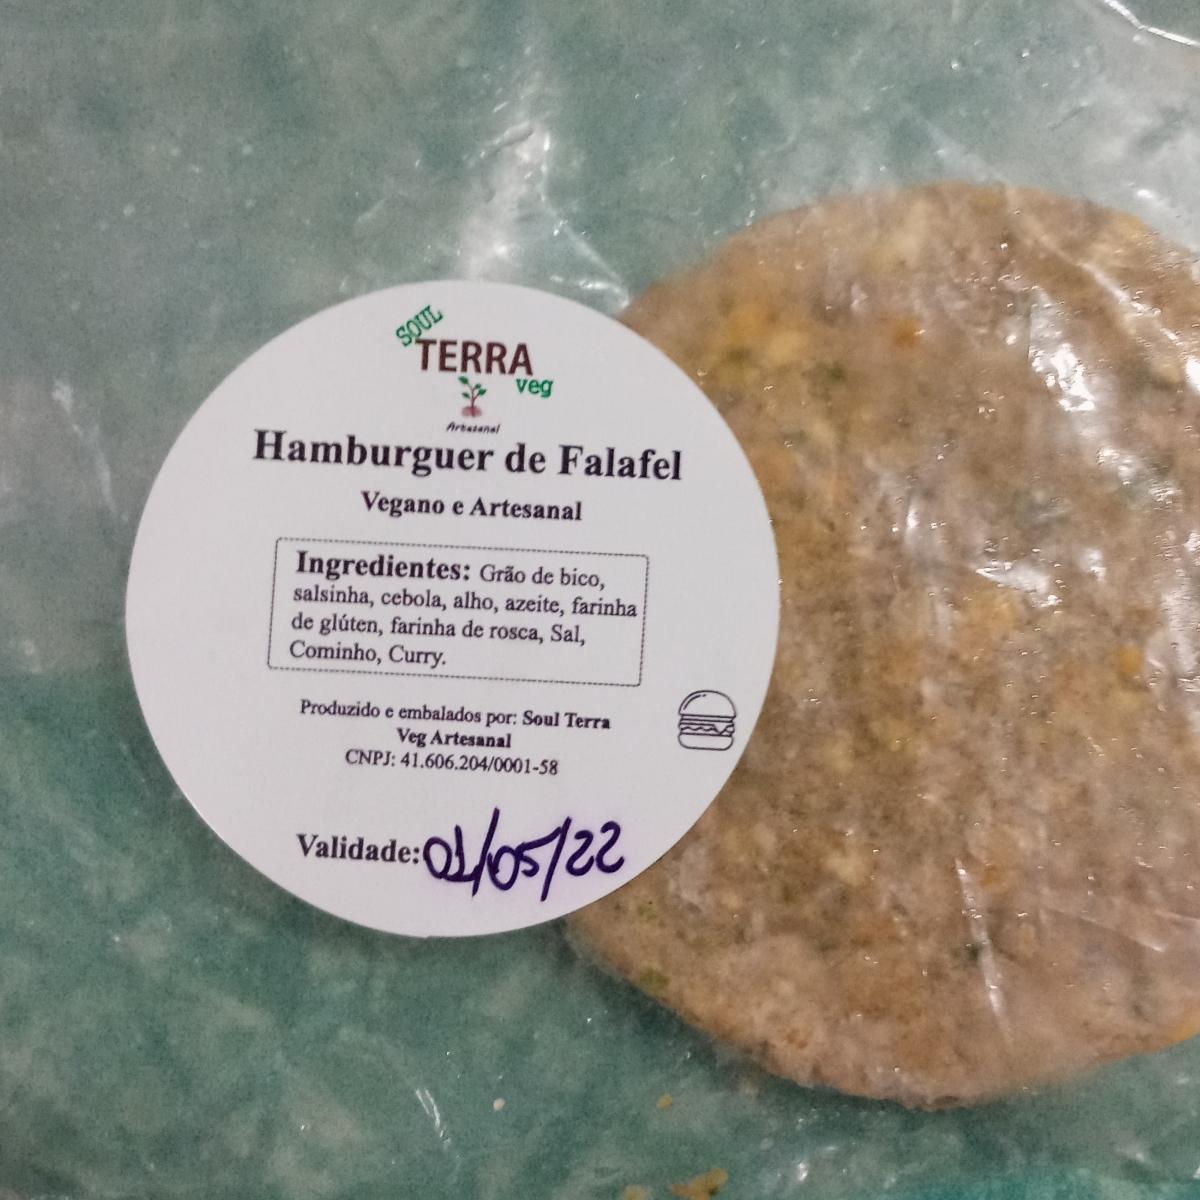 SOUL
TERRA
veg
Artesanal
Hamburguer de Falafel
Vegano e Artesanal
Ingredientes: Grão de bico,
salsinha, cebola, alho, azeite, farinha
de glúten, farinha de rosca, Sal,
Cominho, Curry.
Produzido e embalados por: Soul Terra
Veg Artesanal
CNPJ: 41.606.204/0001-58
Validade: 01/05/22